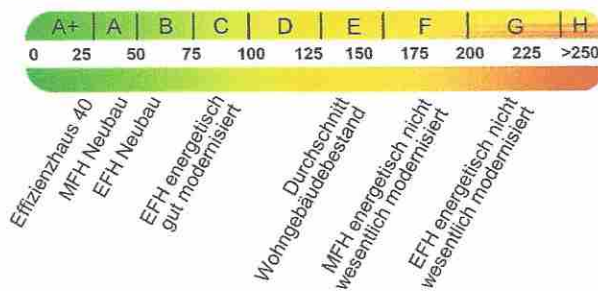 A+ A B C D E F G H
0 25 50 75 100 125 150 175 200 225 >250
Effizienzhaus 40
MFH Neubau
EFH Neubau
EFH energetisch
gut modernisiert
Durchschnitt
Wohngebäudebestand
MFH energetisch nicht
wesentlich modernisiert
EFH energetisch nicht
wesentlich modernisiert